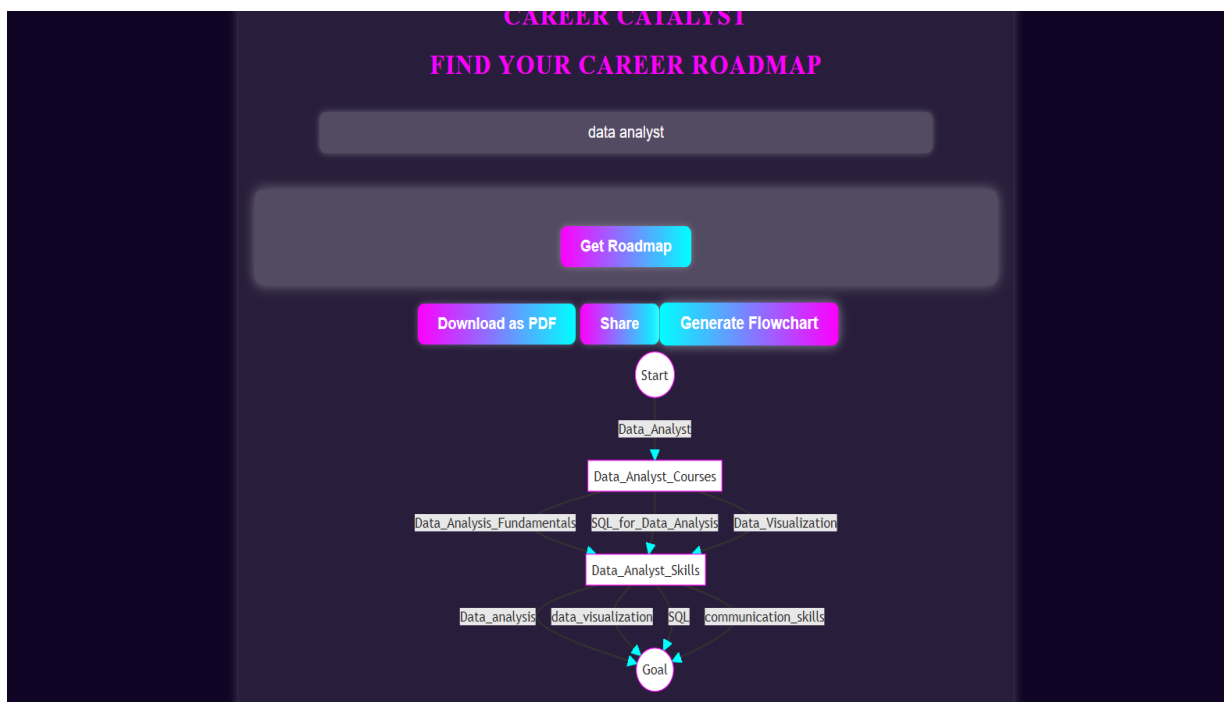 CAREER CATALYST
FIND YOUR CAREER ROADMAP
data analyst
Get Roadmap
Download as PDF Share Generate Flowchart
Start
Data_Analyst
Data_Analyst_Courses
Data_Analysis_Fundamentals SQL_for_Data_Analysis Data_Visualization
Data_Analyst_Skills
Data_analysis data_visualization SQL communication_skills
Goal